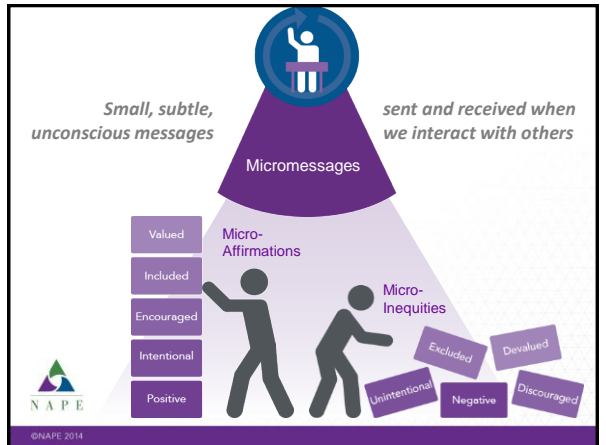 Small, subtle,
unconscious messages
sent and received when
we interact with others
Micromessages
Micro-
Affirmations
Valued
Included
Encouraged
Intentional
Positive
Micro-
Inequities
Excluded
Devalued
Unintentional
Negative
Discouraged
NAPE
©NAPE 2014